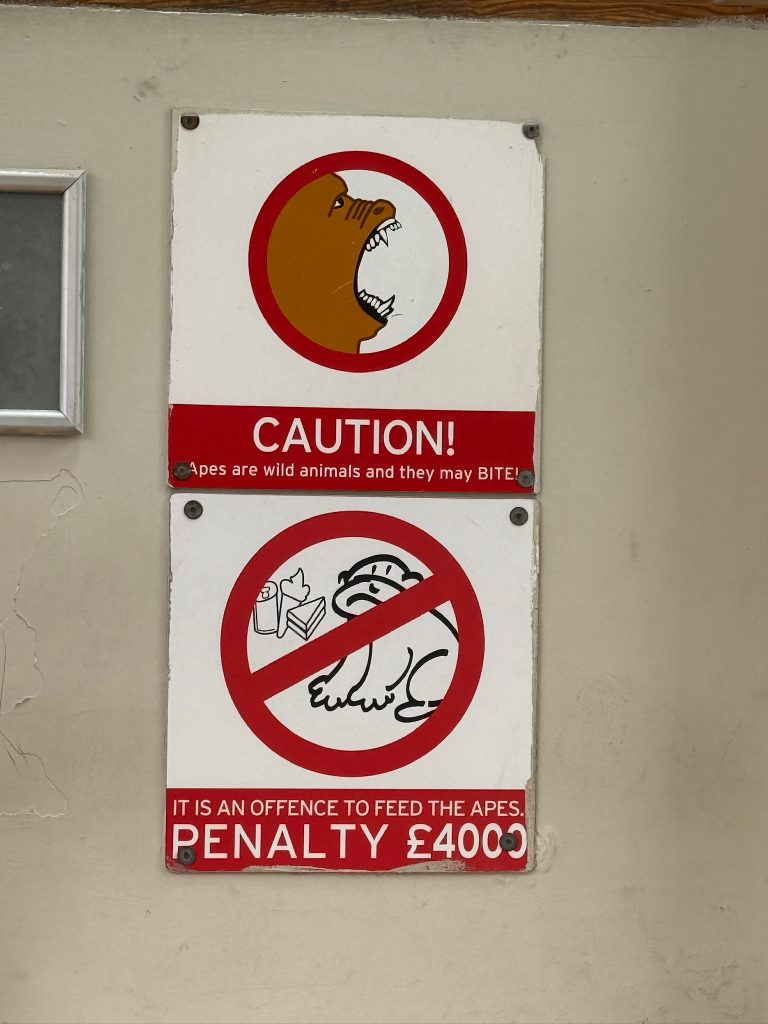 CAUTION!
Apes are wild animals and they may BITE!
IT IS AN OFFENCE TO FEED THE APES.
PENALTY £4000